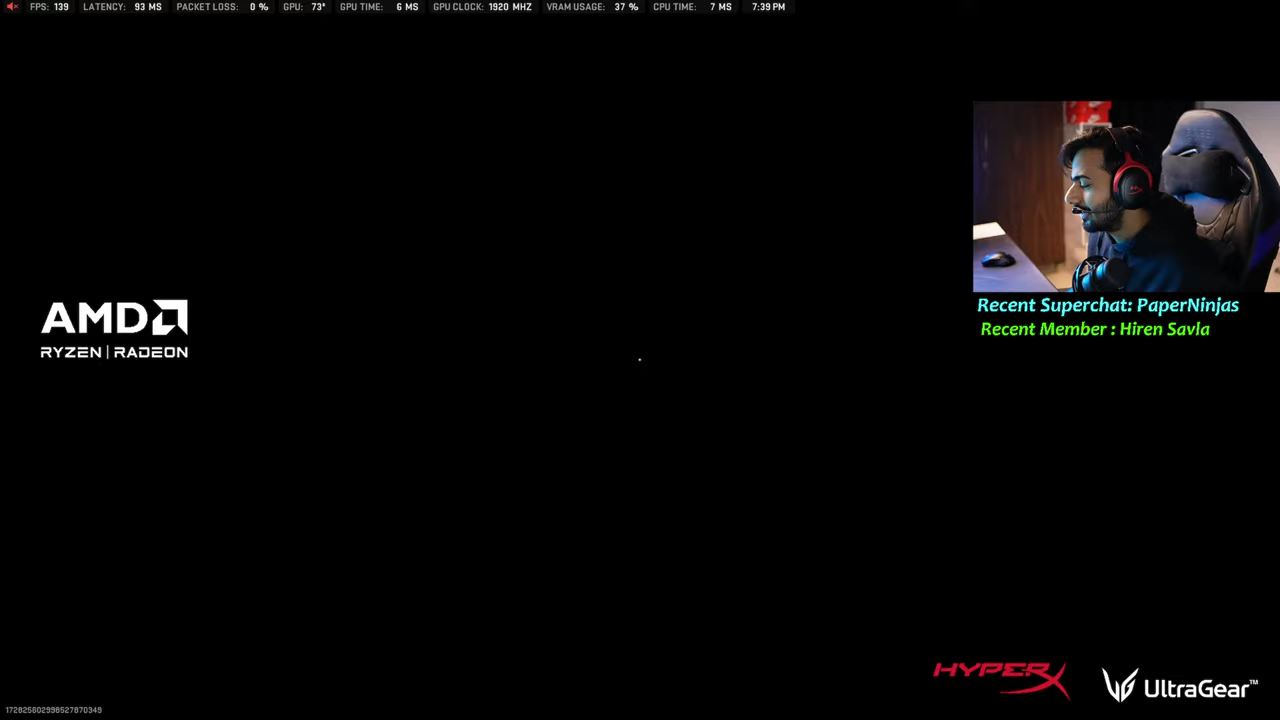 FPS: 139 LATENCY: 93 MS PACKET LOSS: 0 % GPU: 73° GPU TIME: 6 MS GPU CLOCK: 1920 MHZ VRAM USAGE: 37 % CPU TIME: 7 MS 7:39 PM
Recent Superchat: PaperNinjas
Recent Member : Hiren Savla
AMD
RYZEN | RADEON
HYPERX
UltraGear™
172825602998527870349